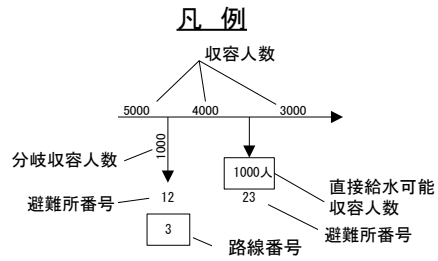 凡 例
収容人数
5000 4000 3000
1000
分岐収容人数
1000人
直接給水可能
収容人数
避難所番号
12
23
避難所番号
3
路線番号